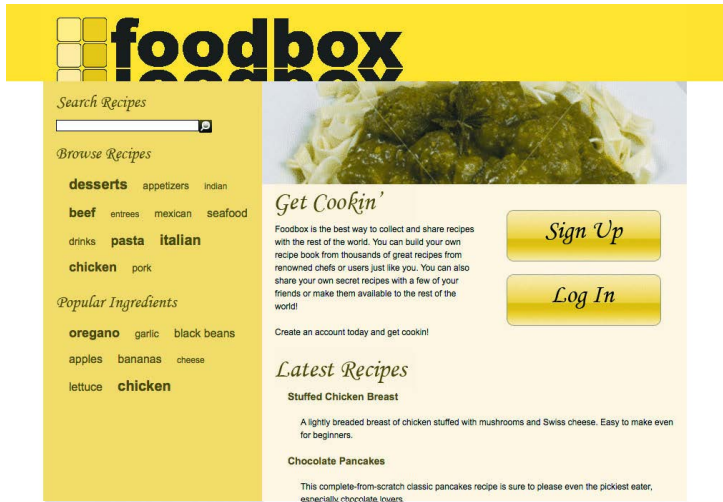 foodbox
Search Recipes
Browse Recipes
desserts appetizers indian
beef entrees mexican seafood
drinks pasta italian
chicken pork
Popular Ingredients
oregano garlic black beans
apples bananas cheese
lettuce chicken
Get Cookin'
Foodbox is the best way to collect and share recipes
with the rest of the world. You can build your own
recipe book from thousands of great recipes from
renowned chefs or users just like you. You can also
share your own secret recipes with a few of your
friends or make them available to the rest of the
world!
Create an account today and get cookin!
Sign Up
Log In
Latest Recipes
Stuffed Chicken Breast
A lightly breaded breast of chicken stuffed with mushrooms and Swiss cheese. Easy to make even
for beginners.
Chocolate Pancakes
This complete-from-scratch classic pancakes recipe is sure to please even the pickiest eater,
especially chocolate lovers